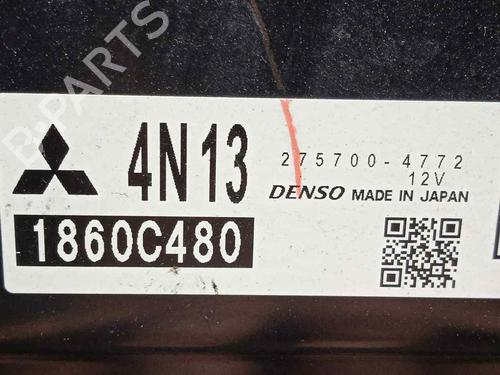 4N13
275700-4772
12V
DENSO MADE IN JAPAN
1860C480
B-PARTS